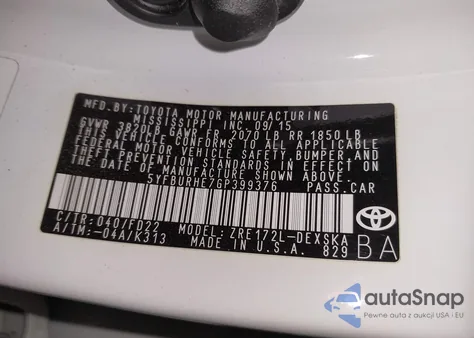 MFD. BY: TOYOTA MOTOR MANUFACTURING
MISSISSIPPI, INC. 09/15
GVWR 3820LB GAWR FR 2070LB RR 1850LB
THIS VEHICLE CONFORMS TO ALL APPLICABLE
FEDERAL MOTOR VEHICLE SAFETY, BUMPER, AND
THEFT PREVENTION STANDARDS IN EFFECT ON
THE DATE OF MANUFACTURE SHOWN ABOVE.
5YFBURHE7GP399376 PASS. CAR
C/TR: 040/FD22 MODEL: ZRE172L-DEXSKA
A/TM: -04A/K313 MADE IN U.S.A. 829
TOYOTA
BA
autoSnap
Pewne auta z aukcji USA i EU